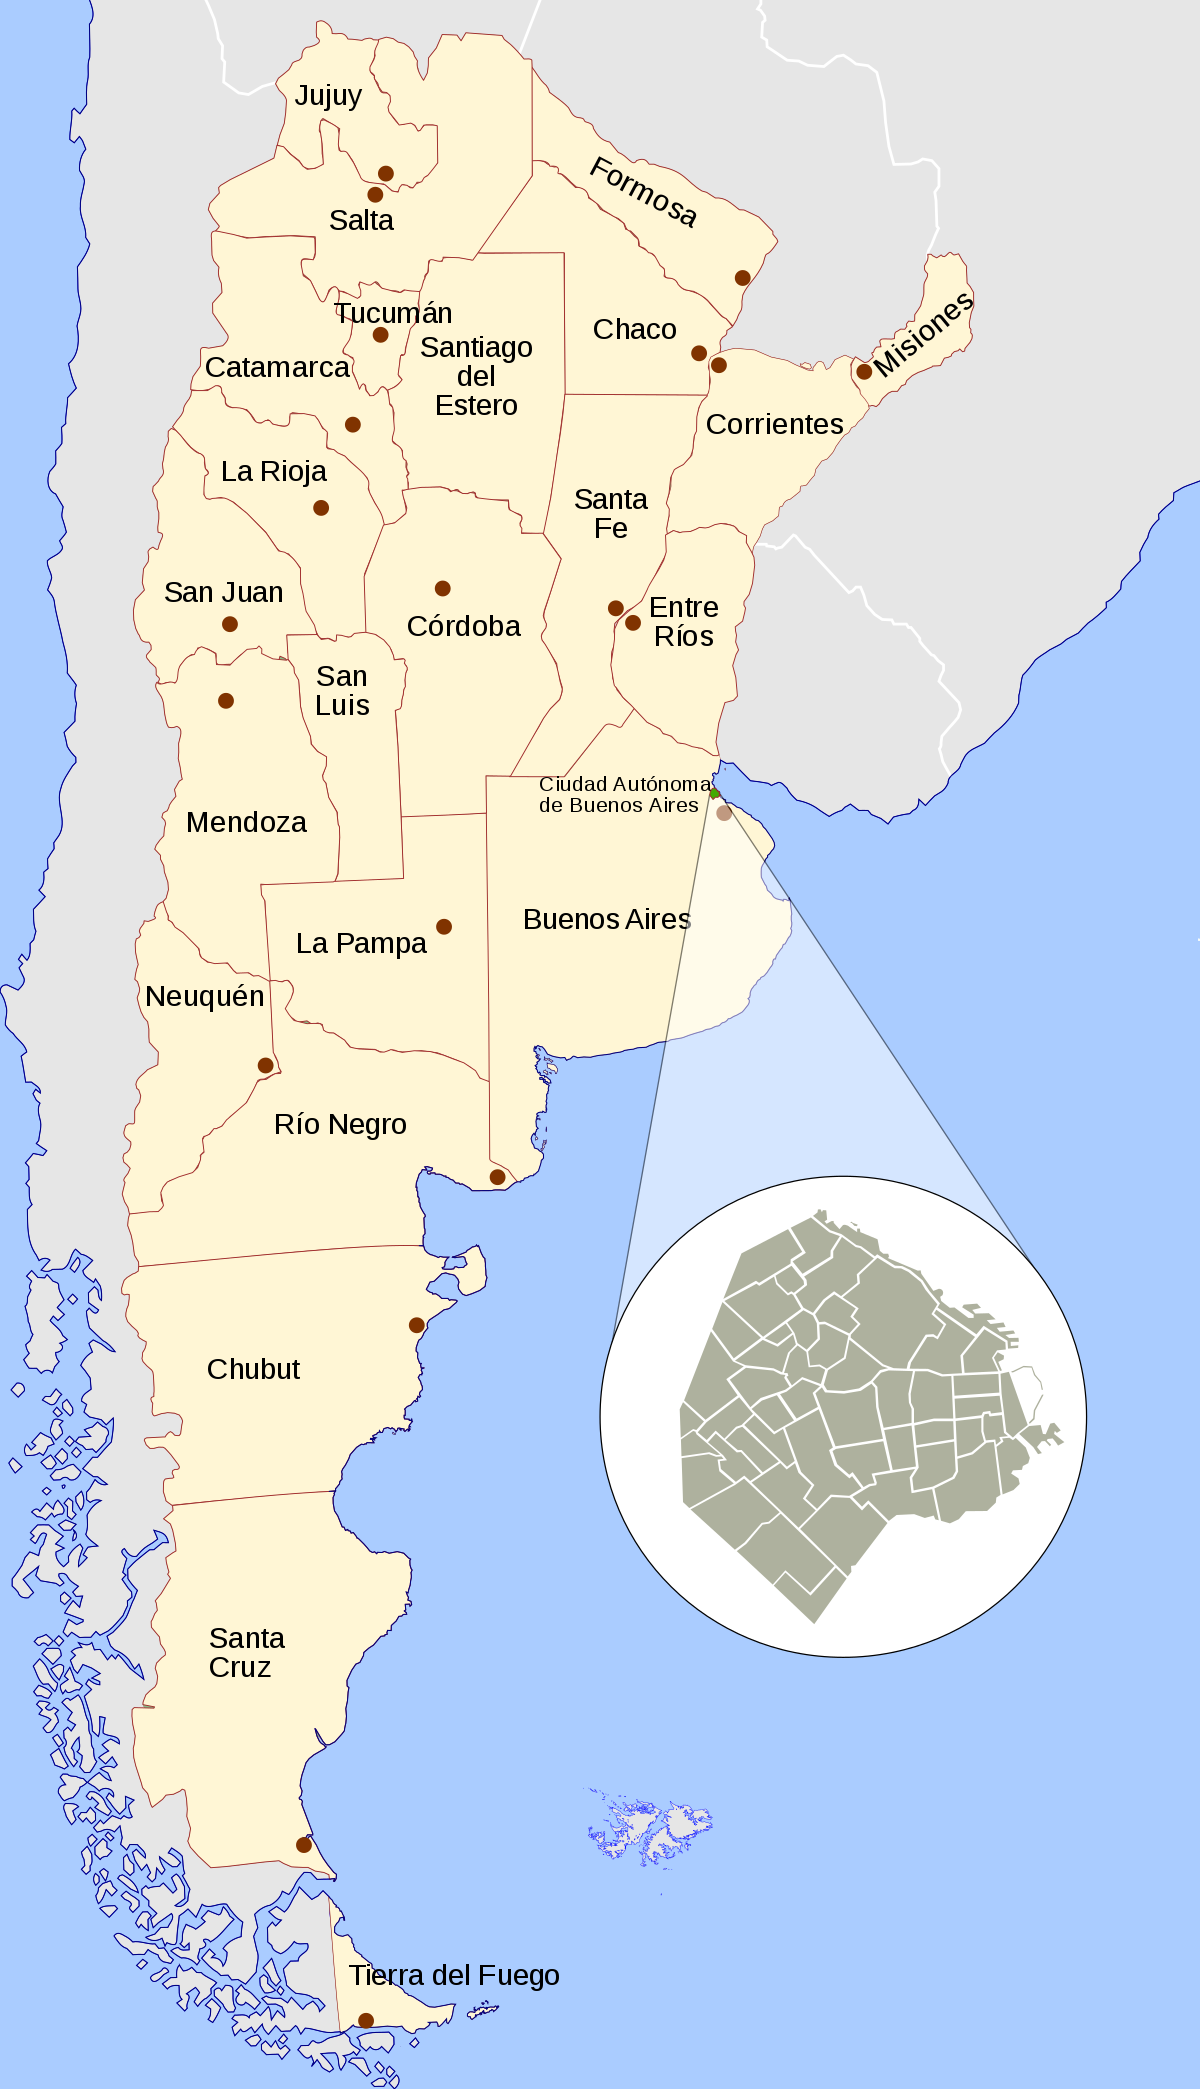 Jujuy
Formosa
Salta
Misiones
Tucumán
Chaco
Santiago
del
Estero
Catamarca
Corrientes
La Rioja
Santa
Fe
San Juan
Entre
Ríos
Córdoba
San
Luis
Ciudad Autónoma
de Buenos Aires
Mendoza
Buenos Aires
La Pampa
Neuquén
Río Negro
Chubut
Santa
Cruz
Tierra del Fuego